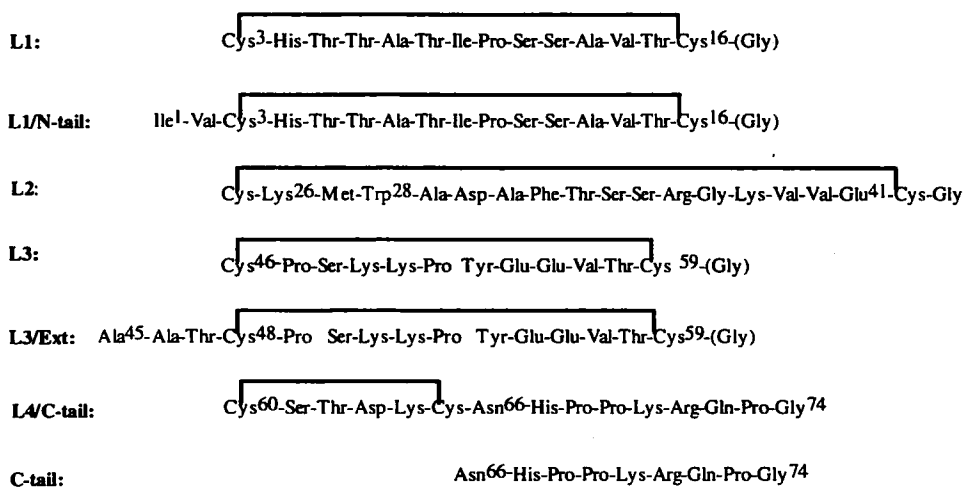 L1: Cys3-His-Thr-Thr-Ala-Thr-Ile-Pro-Ser-Ser-Ala-Val-Thr-Cys16-(Gly)
L1/N-tail: Ile1-Val-Cys3-His-Thr-Thr-Ala-Thr-Ile-Pro-Ser-Ser-Ala-Val-Thr-Cys16-(Gly)
L2: Cys-Lys26-Met-Trp28-Ala-Asp-Ala-Phe-Thr-Ser-Ser-Arg-Gly-Lys-Val-Val-Glu41-Cys-Gly
L3: Cys46-Pro-Ser-Lys-Lys-Pro Tyr-Glu-Glu-Val-Thr-Cys 59-(Gly)
L3/Ext: Ala45-Ala-Thr-Cys48-Pro Ser-Lys-Lys-Pro Tyr-Glu-Glu-Val-Thr-Cys59-(Gly)
L4/C-tail: Cys60-Ser-Thr-Asp-Lys-Cys-Asn66-His-Pro-Pro-Lys-Arg-Gln-Pro-Gly74
C-tail: Asn66-His-Pro-Pro-Lys-Arg-Gln-Pro-Gly74